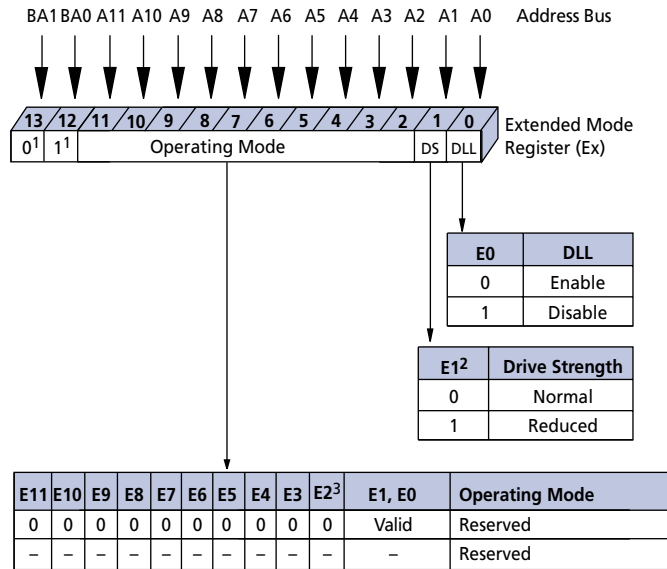 BA1 BA0 A11 A10 A9 A8 A7 A6 A5 A4 A3 A2 A1 A0 Address Bus
13 12 11 10 9 8 7 6 5 4 3 2 1 0
Extended Mode
Register (Ex)
0¹ 1¹ Operating Mode DS DLL
E0 DLL
0 Enable
1 Disable
E1² Drive Strength
0 Normal
1 Reduced
E11 E10 E9 E8 E7 E6 E5 E4 E3 E2³ E1, E0 Operating Mode
0 0 0 0 0 0 0 0 0 0 Valid Reserved
– – – – – – – – – – – Reserved